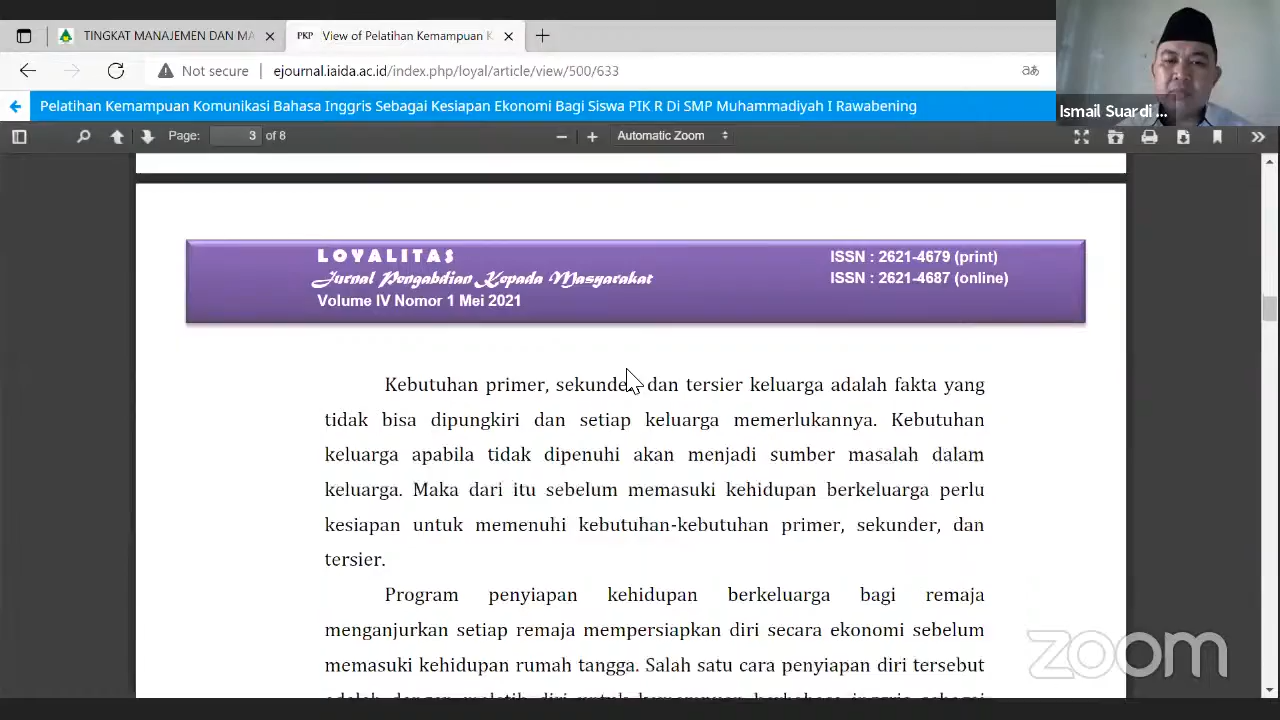 TINGKAT MANAJEMEN DAN MA
PKP View of Pelatihan Kemampuan K
Not secure ejournal.iaida.ac.id/index.php/loyal/article/view/500/633
Pelatihan Kemampuan Komunikasi Bahasa Inggris Sebagai Kesiapan Ekonomi Bagi Siswa PIK R Di SMP Muhammadiyah I Rawabening
Ismail Suardi ...
Page: 3 of 8 Automatic Zoom
LOYALITAS
Jurnal Pengabdian Kepada Masyarakat
Volume IV Nomor 1 Mei 2021
ISSN : 2621-4679 (print)
ISSN : 2621-4687 (online)
Kebutuhan primer, sekunder, dan tersier keluarga adalah fakta yang
tidak bisa dipungkiri dan setiap keluarga memerlukannya. Kebutuhan
keluarga apabila tidak dipenuhi akan menjadi sumber masalah dalam
keluarga. Maka dari itu sebelum memasuki kehidupan berkeluarga perlu
kesiapan untuk memenuhi kebutuhan-kebutuhan primer, sekunder, dan
tersier.
Program penyiapan kehidupan berkeluarga bagi remaja
menganjurkan setiap remaja mempersiapkan diri secara ekonomi sebelum
memasuki kehidupan rumah tangga. Salah satu cara penyiapan diri tersebut
zoom